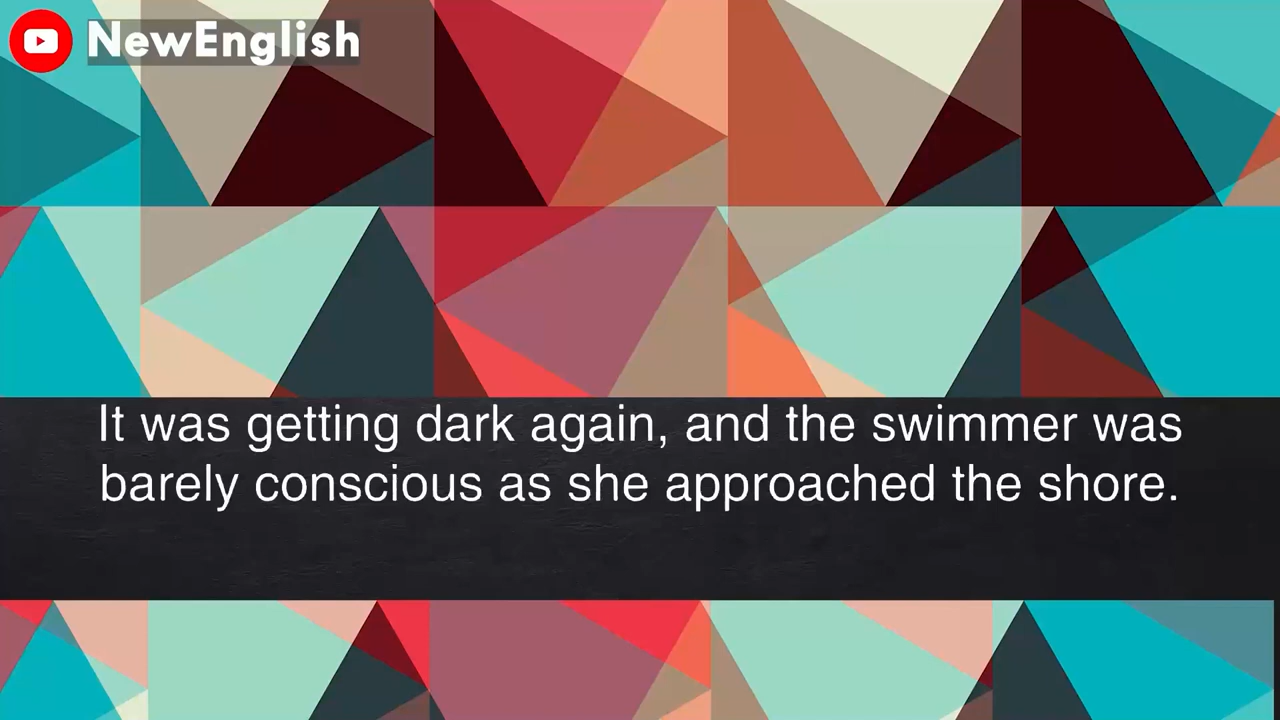 NewEnglish
It was getting dark again, and the swimmer was
barely conscious as she approached the shore.